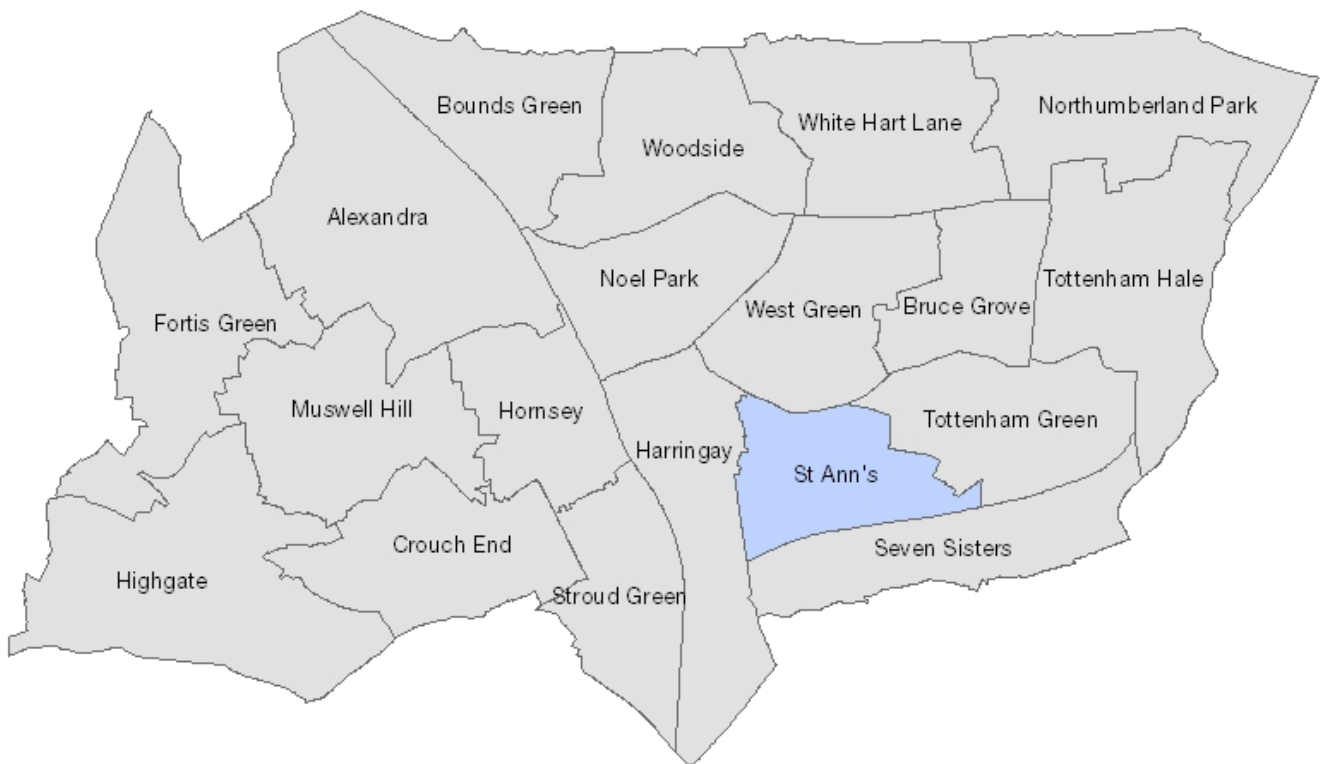 Bounds Green
Northumberland Park
White Hart Lane
Woodside
Alexandra
Noel Park
Tottenham Hale
West Green
Bruce Grove
Fortis Green
Muswell Hill
Hornsey
Tottenham Green
Harringay
St Ann's
Crouch End
Seven Sisters
Highgate
Stroud Green